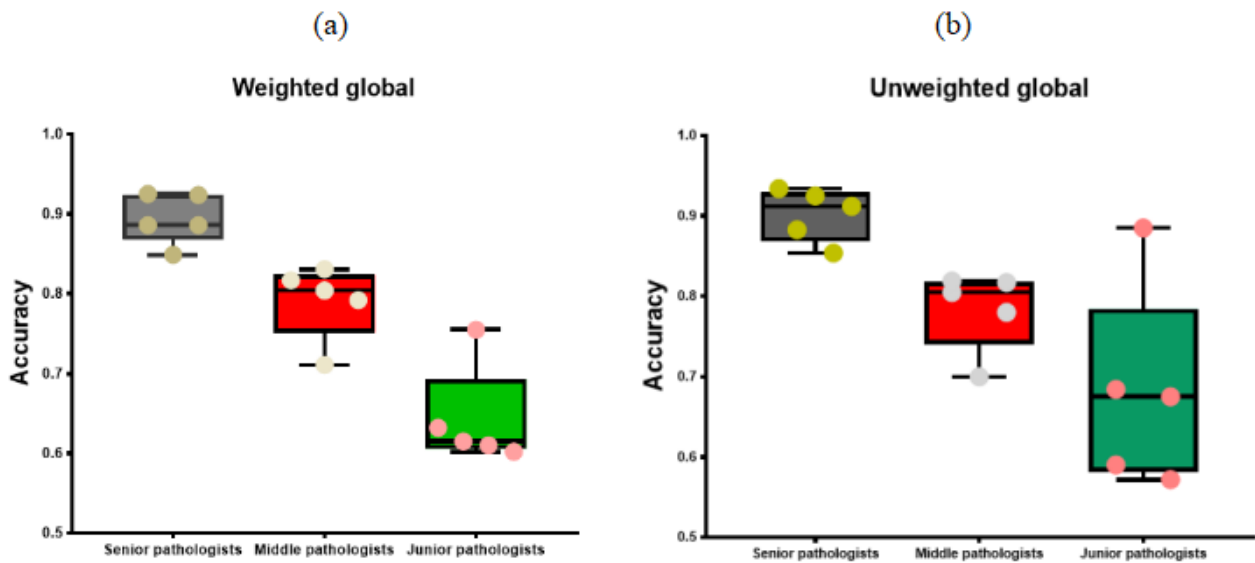 (a)
Weighted global
Accuracy
1.0
0.9
0.8
0.7
0.6
0.5
Senior pathologists
Middle pathologists
Junior pathologists
(b)
Unweighted global
Accuracy
1.0
0.9
0.8
0.7
0.6
0.5
Senior pathologists
Middle pathologists
Junior pathologists